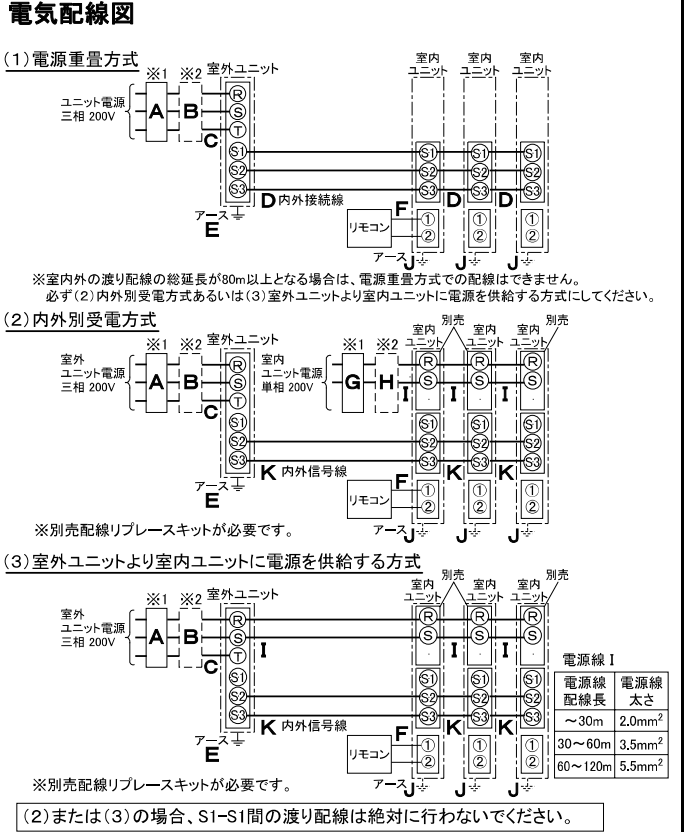 電気配線図
(1)電源重畳方式
※1 ※2 室外ユニット
室内ユニット 室内ユニット 室内ユニット
ユニット電源
三相 200V
A B C
R
S
T
S1 S1 S1 S1
S2 S2 S2 S2
S3 S3 S3 S3
D 内外接続線 D D
アース
E
リモコン
F
① ① ①
② ② ②
アース J J J
※室内外の渡り配線の総延長が80m以上となる場合は、電源重畳方式での配線はできません。
必ず(2)内外別受電方式あるいは(3)室外ユニットより室内ユニットに電源を供給する方式にしてください。
(2)内外別受電方式
※1 ※2 室外ユニット
※1 ※2
室内ユニット 別売 室内ユニット 室内ユニット 別売
室外
ユニット電源
三相 200V
A B C
室内
ユニット電源
単相 200V
G H I I I
R R R R
S S S S
T
S1 S1 S1 S1
S2 S2 S2 S2
S3 S3 S3 S3
K 内外信号線 K K
アース
E
リモコン
F
① ① ①
② ② ②
アース J J J
※別売配線リプレースキットが必要です。
(3)室外ユニットより室内ユニットに電源を供給する方式
※1 ※2 室外ユニット
室内ユニット 別売 室内ユニット 室内ユニット 別売
室外
ユニット電源
三相 200V
A B C
R R R R
S S S S
T
I I I
S1 S1 S1 S1
S2 S2 S2 S2
S3 S3 S3 S3
K 内外信号線 K K
アース
E
リモコン
F
① ① ①
② ② ②
アース J J J
電源線 I
電源線配線長 電源線太さ
～30m 2.0mm²
30～60m 3.5mm²
60～120m 5.5mm²
※別売配線リプレースキットが必要です。
(2)または(3)の場合、S1-S1間の渡り配線は絶対に行わないでください。